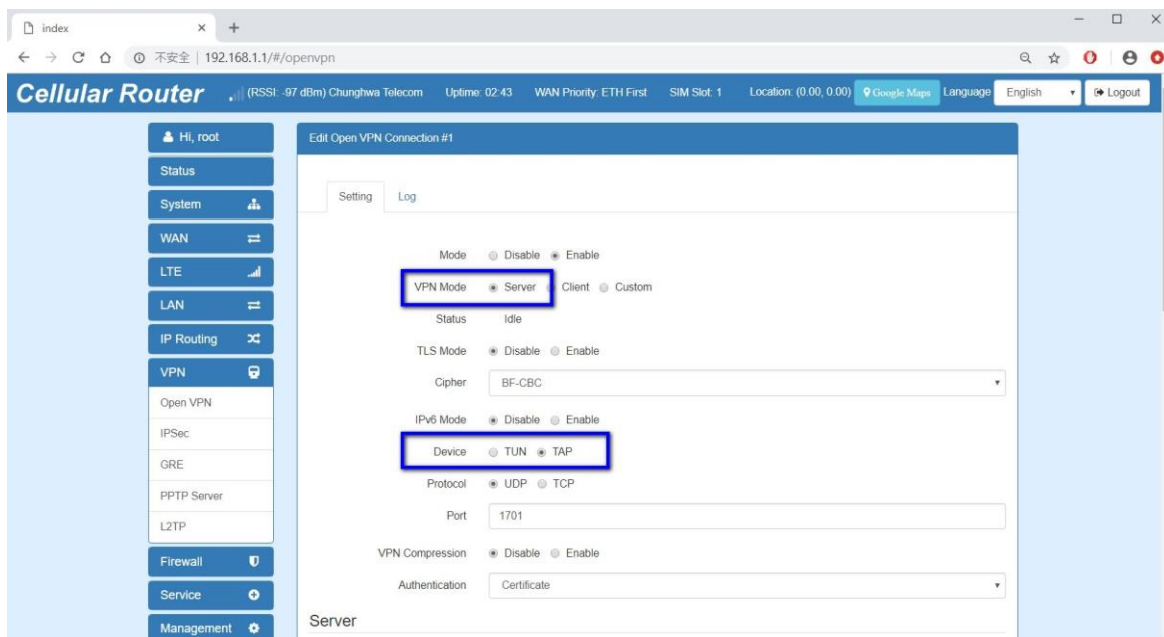 index
不安全 | 192.168.1.1/#/openvpn
Cellular Router (RSSI: -97 dBm) Chunghwa Telecom Uptime: 02:43 WAN Priority: ETH First SIM Slot: 1 Location: (0.00, 0.00) Google Maps Language English Logout
Hi, root
Edit Open VPN Connection #1
Status
Setting Log
System
WAN
Mode Disable Enable
LTE
VPN Mode Server Client Custom
LAN
Status Idle
IP Routing
TLS Mode Disable Enable
VPN
Cipher BF-CBC
Open VPN
IPv6 Mode Disable Enable
IPSec
Device TUN TAP
GRE
Protocol UDP TCP
PPTP Server
Port 1701
L2TP
VPN Compression Disable Enable
Firewall
Authentication Certificate
Service
Server
Management